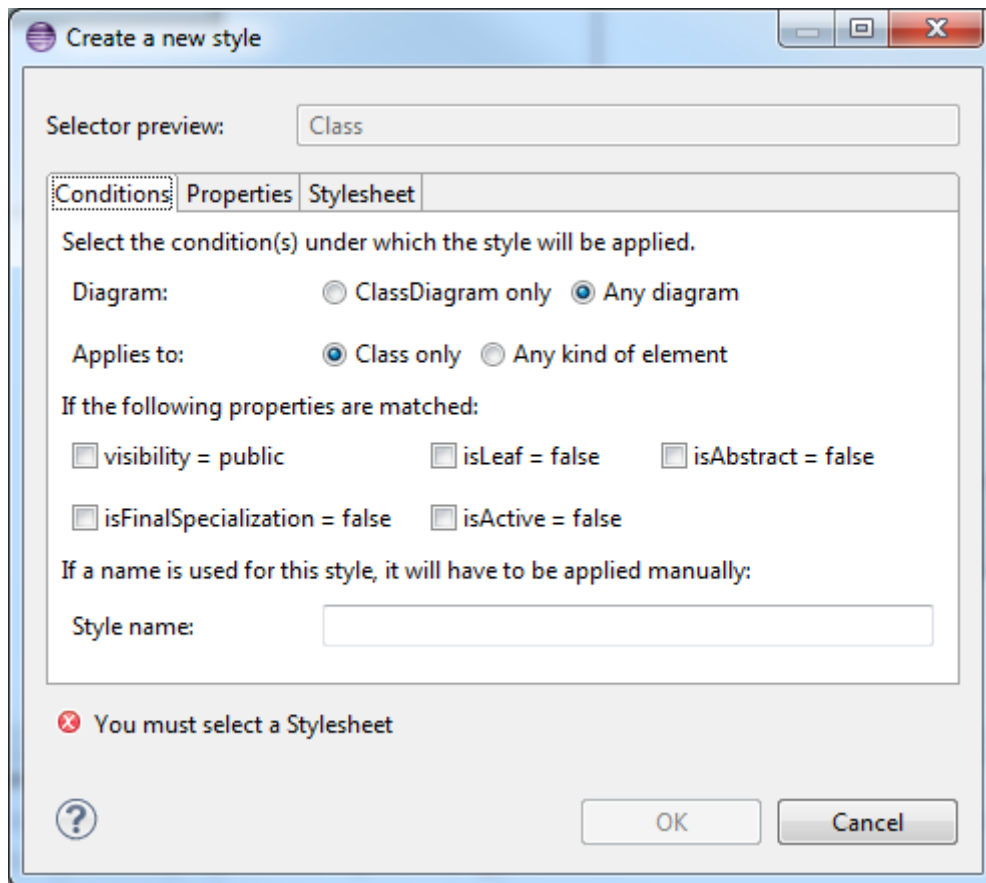 Create a new style
Selector preview: Class
Conditions Properties Stylesheet
Select the condition(s) under which the style will be applied.
Diagram: ClassDiagram only Any diagram
Applies to: Class only Any kind of element
If the following properties are matched:
visibility = public isLeaf = false isAbstract = false
isFinalSpecialization = false isActive = false
If a name is used for this style, it will have to be applied manually:
Style name:
You must select a Stylesheet
? OK Cancel